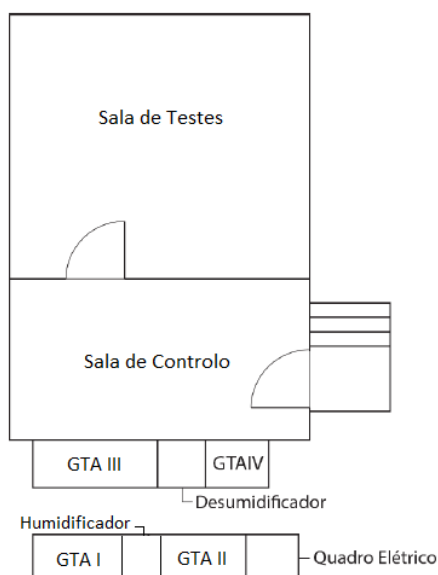 Sala de Testes
Sala de Controlo
GTA III
GTAIV
Desumidificador
Humidificador
GTA I
GTA II
Quadro Elétrico